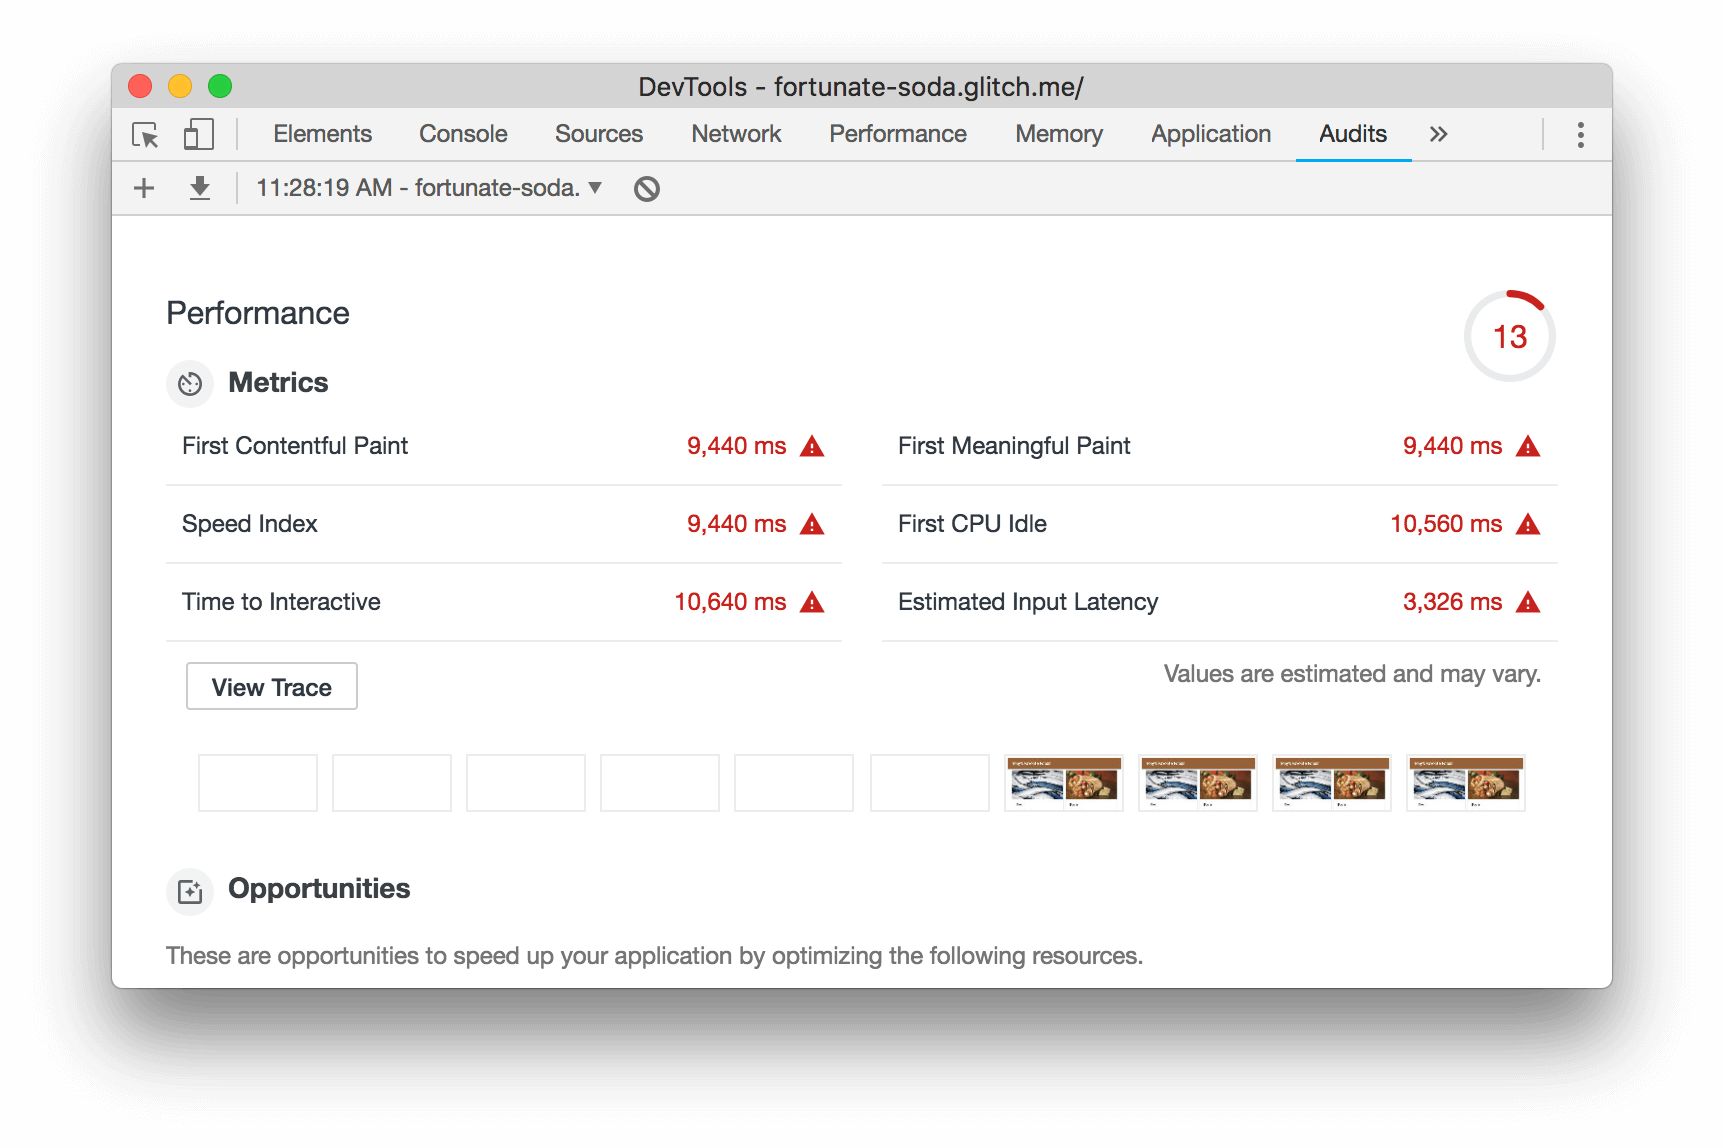 DevTools - fortunate-soda.glitch.me/
Elements Console Sources Network Performance Memory Application Audits »
11:28:19 AM - fortunate-soda. ▼
Performance
13
Metrics
First Contentful Paint 9,440 ms
First Meaningful Paint 9,440 ms
Speed Index 9,440 ms
First CPU Idle 10,560 ms
Time to Interactive 10,640 ms
Estimated Input Latency 3,326 ms
View Trace
Values are estimated and may vary.
Opportunities
These are opportunities to speed up your application by optimizing the following resources.